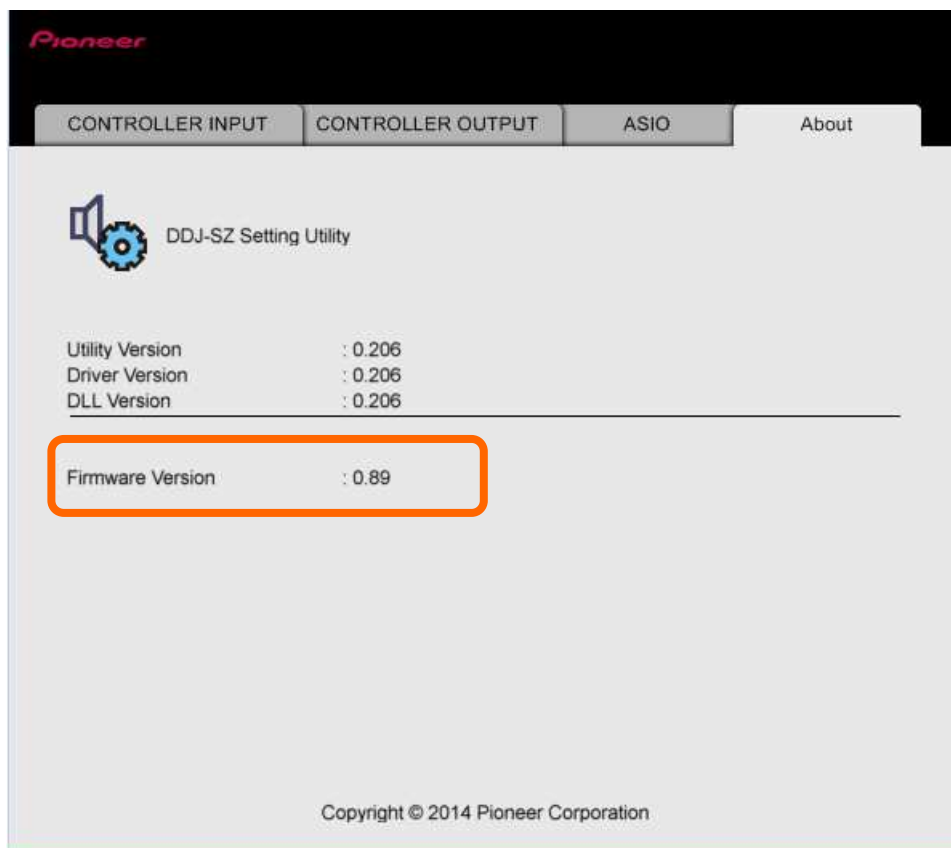 Pioneer
CONTROLLER INPUT CONTROLLER OUTPUT ASIO About
DDJ-SZ Setting Utility
Utility Version : 0.206
Driver Version : 0.206
DLL Version : 0.206
Firmware Version : 0.89
Copyright © 2014 Pioneer Corporation